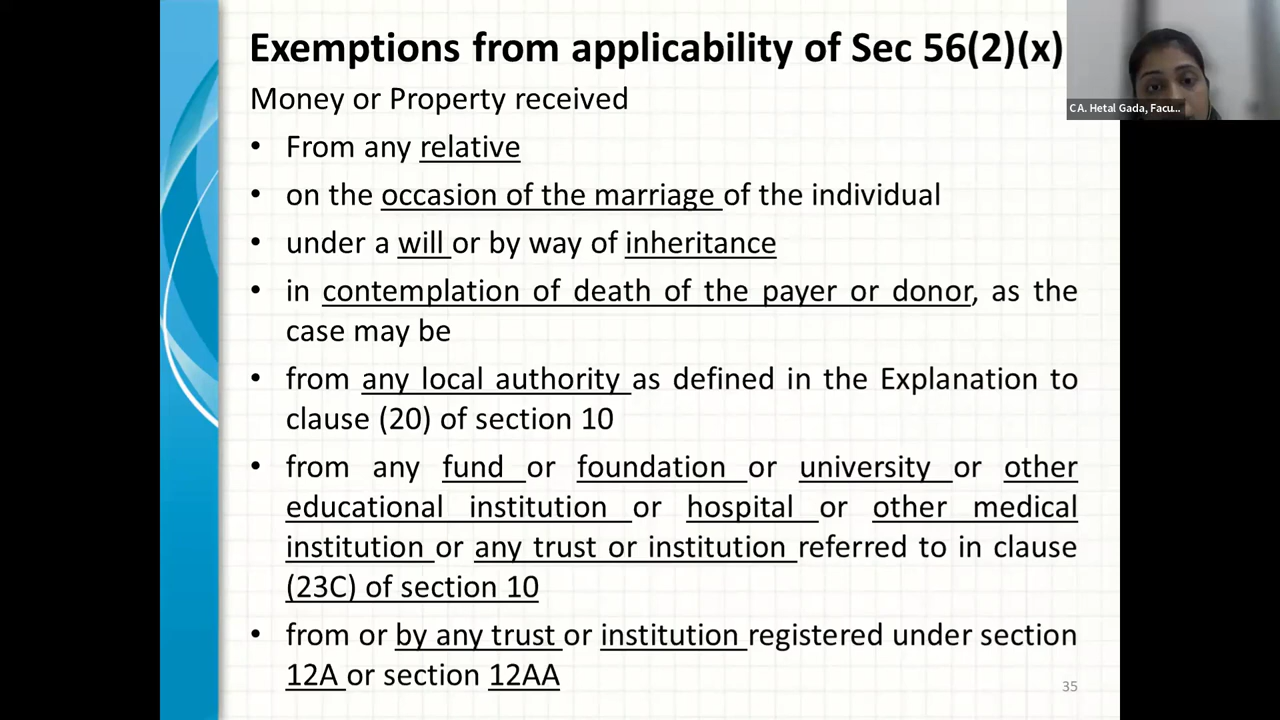 Exemptions from applicability of Sec 56(2)(x)
Money or Property received
• From any relative
• on the occasion of the marriage of the individual
• under a will or by way of inheritance
• in contemplation of death of the payer or donor, as the
case may be
• from any local authority as defined in the Explanation to
clause (20) of section 10
• from any fund or foundation or university or other
educational institution or hospital or other medical
institution or any trust or institution referred to in clause
(23C) of section 10
• from or by any trust or institution registered under section
12A or section 12AA
35
CA. Hetal Gada, Facu...